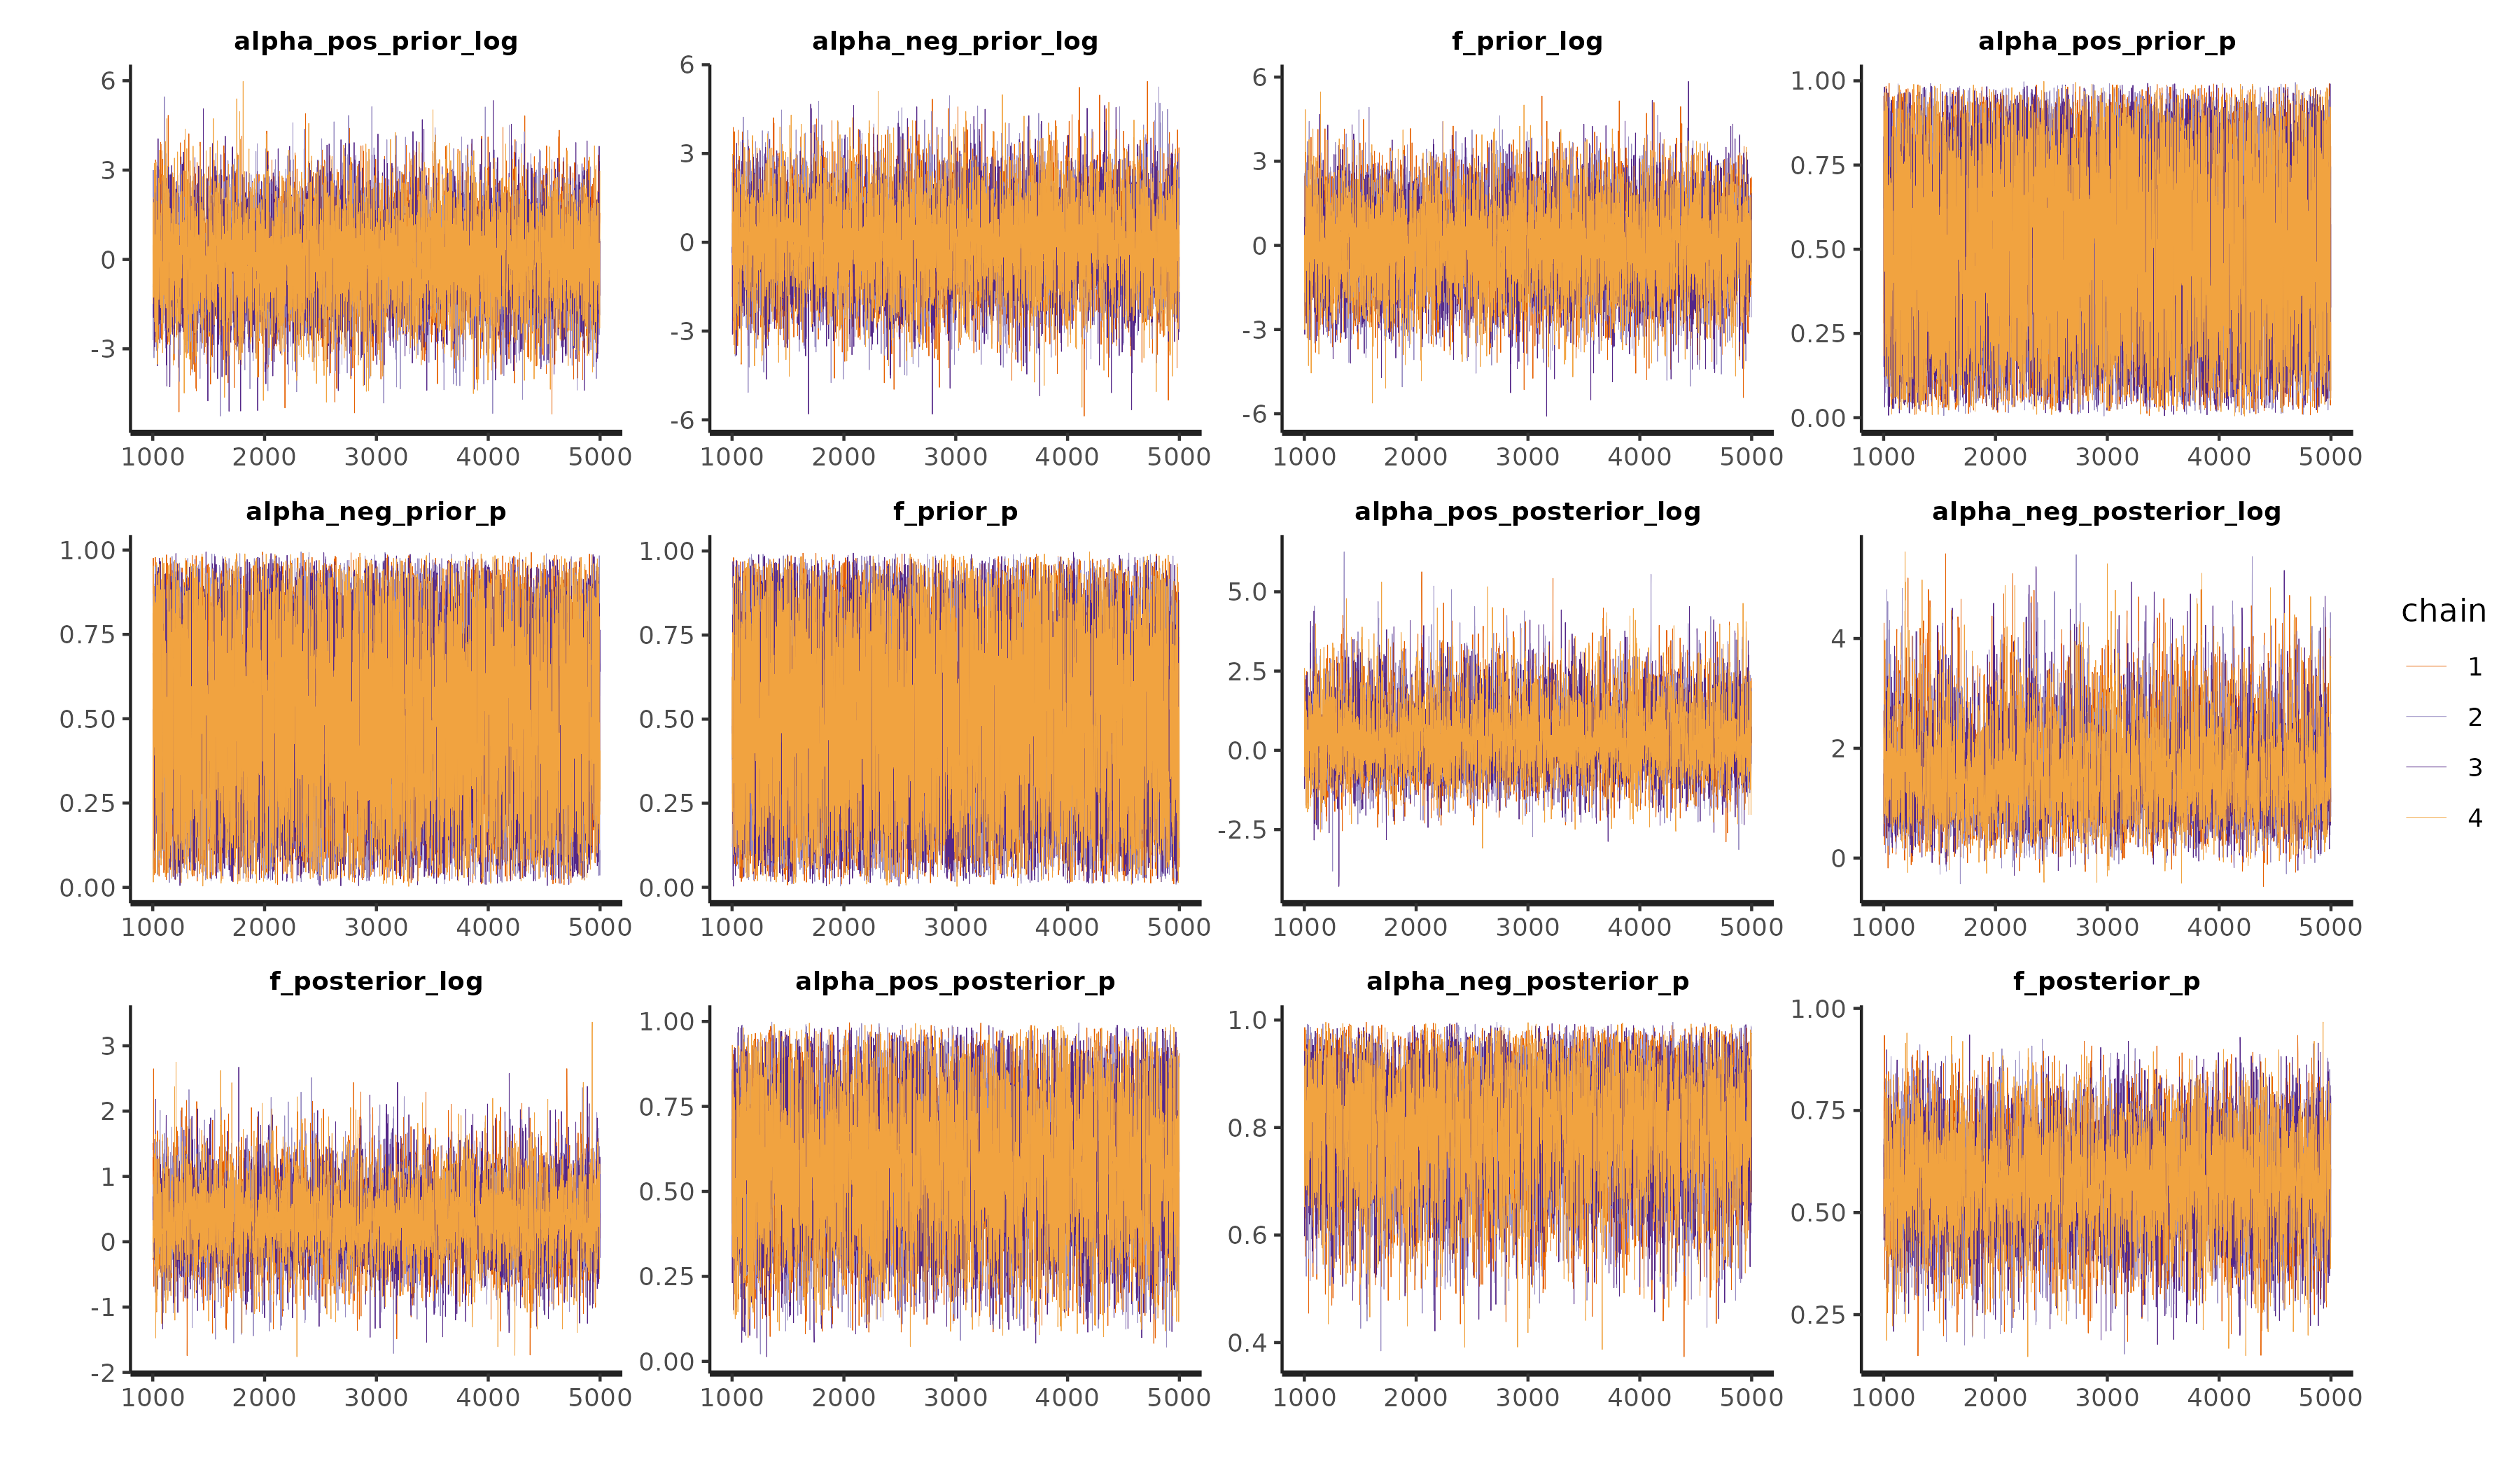 alpha_pos_prior_log alpha_neg_prior_log f_prior_log alpha_pos_prior_p
6 3 0 -3
6 3 0 -3 -6
6 3 0 -3 -6
1.00 0.75 0.50 0.25 0.00
1000 2000 3000 4000 5000 1000 2000 3000 4000 5000 1000 2000 3000 4000 5000 1000 2000 3000 4000 5000
alpha_neg_prior_p f_prior_p alpha_pos_posterior_log alpha_neg_posterior_log
1.00 0.75 0.50 0.25 0.00
1.00 0.75 0.50 0.25 0.00
5.0 2.5 0.0 -2.5
4 2 0
1000 2000 3000 4000 5000 1000 2000 3000 4000 5000 1000 2000 3000 4000 5000 1000 2000 3000 4000 5000
f_posterior_log alpha_pos_posterior_p alpha_neg_posterior_p f_posterior_p
3 2 1 0 -1 -2
1.00 0.75 0.50 0.25 0.00
1.0 0.8 0.6 0.4
1.00 0.75 0.50 0.25
1000 2000 3000 4000 5000 1000 2000 3000 4000 5000 1000 2000 3000 4000 5000 1000 2000 3000 4000 5000
chain
1
2
3
4